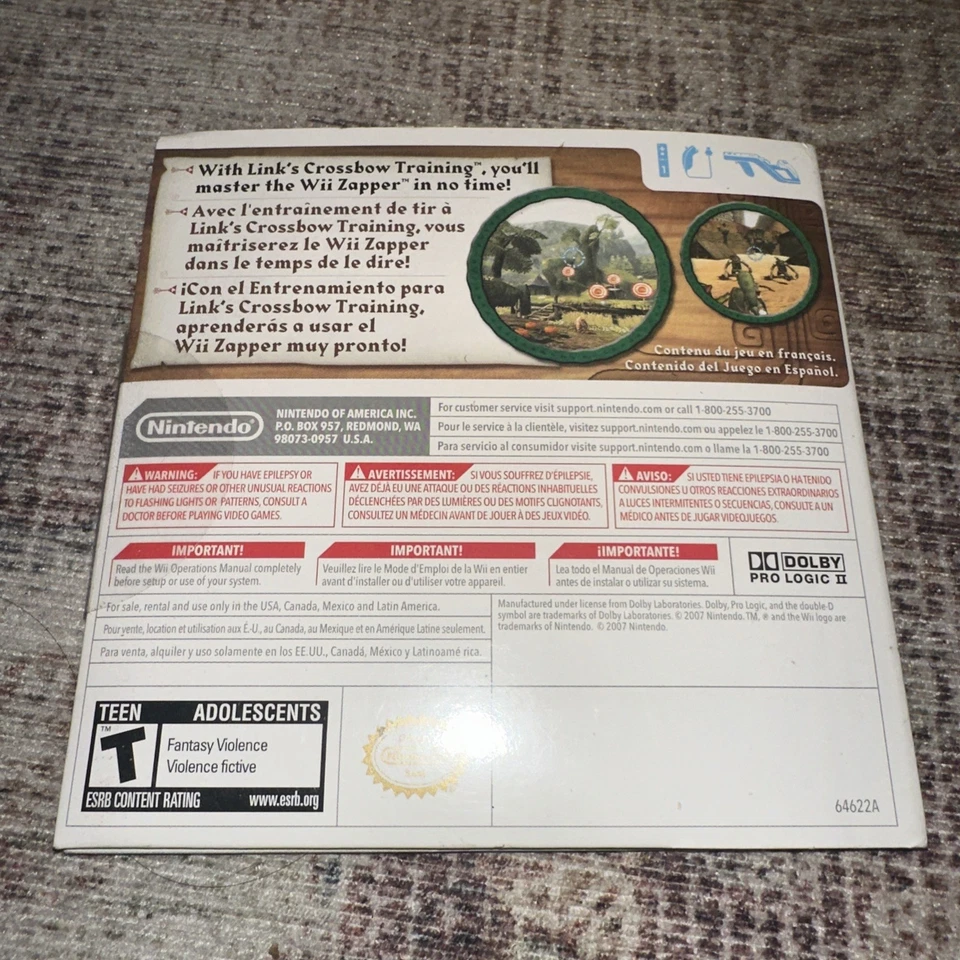 With Link's Crossbow Training™, you'll
master the Wii Zapper™ in no time!
Avec l'entraînement de tir à
Link's Crossbow Training, vous
maîtriserez le Wii Zapper
dans le temps de le dire!
¡Con el Entrenamiento para
Link's Crossbow Training,
aprenderás a usar el
Wii Zapper muy pronto!
Contenu du jeu en français.
Contenido del Juego en Español.
Nintendo®
NINTENDO OF AMERICA INC.
P.O. BOX 957, REDMOND, WA
98073-0957 U.S.A.
For customer service visit support.nintendo.com or call 1-800-255-3700
Pour le service à la clientèle, visitez support.nintendo.com ou appelez le 1-800-255-3700
Para servicio al consumidor visite support.nintendo.com o llame la 1-800-255-3700
WARNING: IF YOU HAVE EPILEPSY OR
HAVE HAD SEIZURES OR OTHER UNUSUAL REACTIONS
TO FLASHING LIGHTS OR PATTERNS, CONSULT A
DOCTOR BEFORE PLAYING VIDEO GAMES.
AVERTISSEMENT: SI VOUS SOUFFREZ D'ÉPILEPSIE,
AVEZ DÉJÀ EU UNE ATTAQUE OU DES RÉACTIONS INHABITUELLES
DÉCLENCHÉES PAR DES LUMIÈRES OU DES MOTIFS CLIGNOTANTS,
CONSULTEZ UN MÉDECIN AVANT DE JOUER À DES JEUX VIDÉO.
AVISO: SI USTED TIENE EPILEPSIA O HA TENIDO
CONVULSIONES U OTROS REACCIONES EXTRAORDINARIOS
A LUCES INTERMITENTES O SECUENCIAS, CONSULTE A UN
MÉDICO ANTES DE JUGAR VIDEOJUEGOS.
IMPORTANT!
Read the Wii Operations Manual completely
before setup or use of your system.
IMPORTANT!
Veuillez lire le Mode d'Emploi de la Wii en entier
avant d'installer ou d'utiliser votre appareil.
¡IMPORTANTE!
Lea todo el Manual de Operaciones Wii
antes de instalar o utilizar su sistema.
DOLBY
PRO LOGIC II
For sale, rental and use only in the USA, Canada, Mexico and Latin America.
Pour vente, location et utilisation aux É.-U., au Canada, au Mexique et en Amérique Latine seulement.
Para venta, alquiler y uso solamente en los EE.UU., Canadá, México y Latinoamérica.
Manufactured under license from Dolby Laboratories. Dolby, Pro Logic, and the double-D
symbol are trademarks of Dolby Laboratories. © 2007 Nintendo. TM, ® and the Wii logo are
trademarks of Nintendo. © 2007 Nintendo.
TEEN ADOLESCENTS
T™
Fantasy Violence
Violence fictive
ESRB CONTENT RATING www.esrb.org
64622A